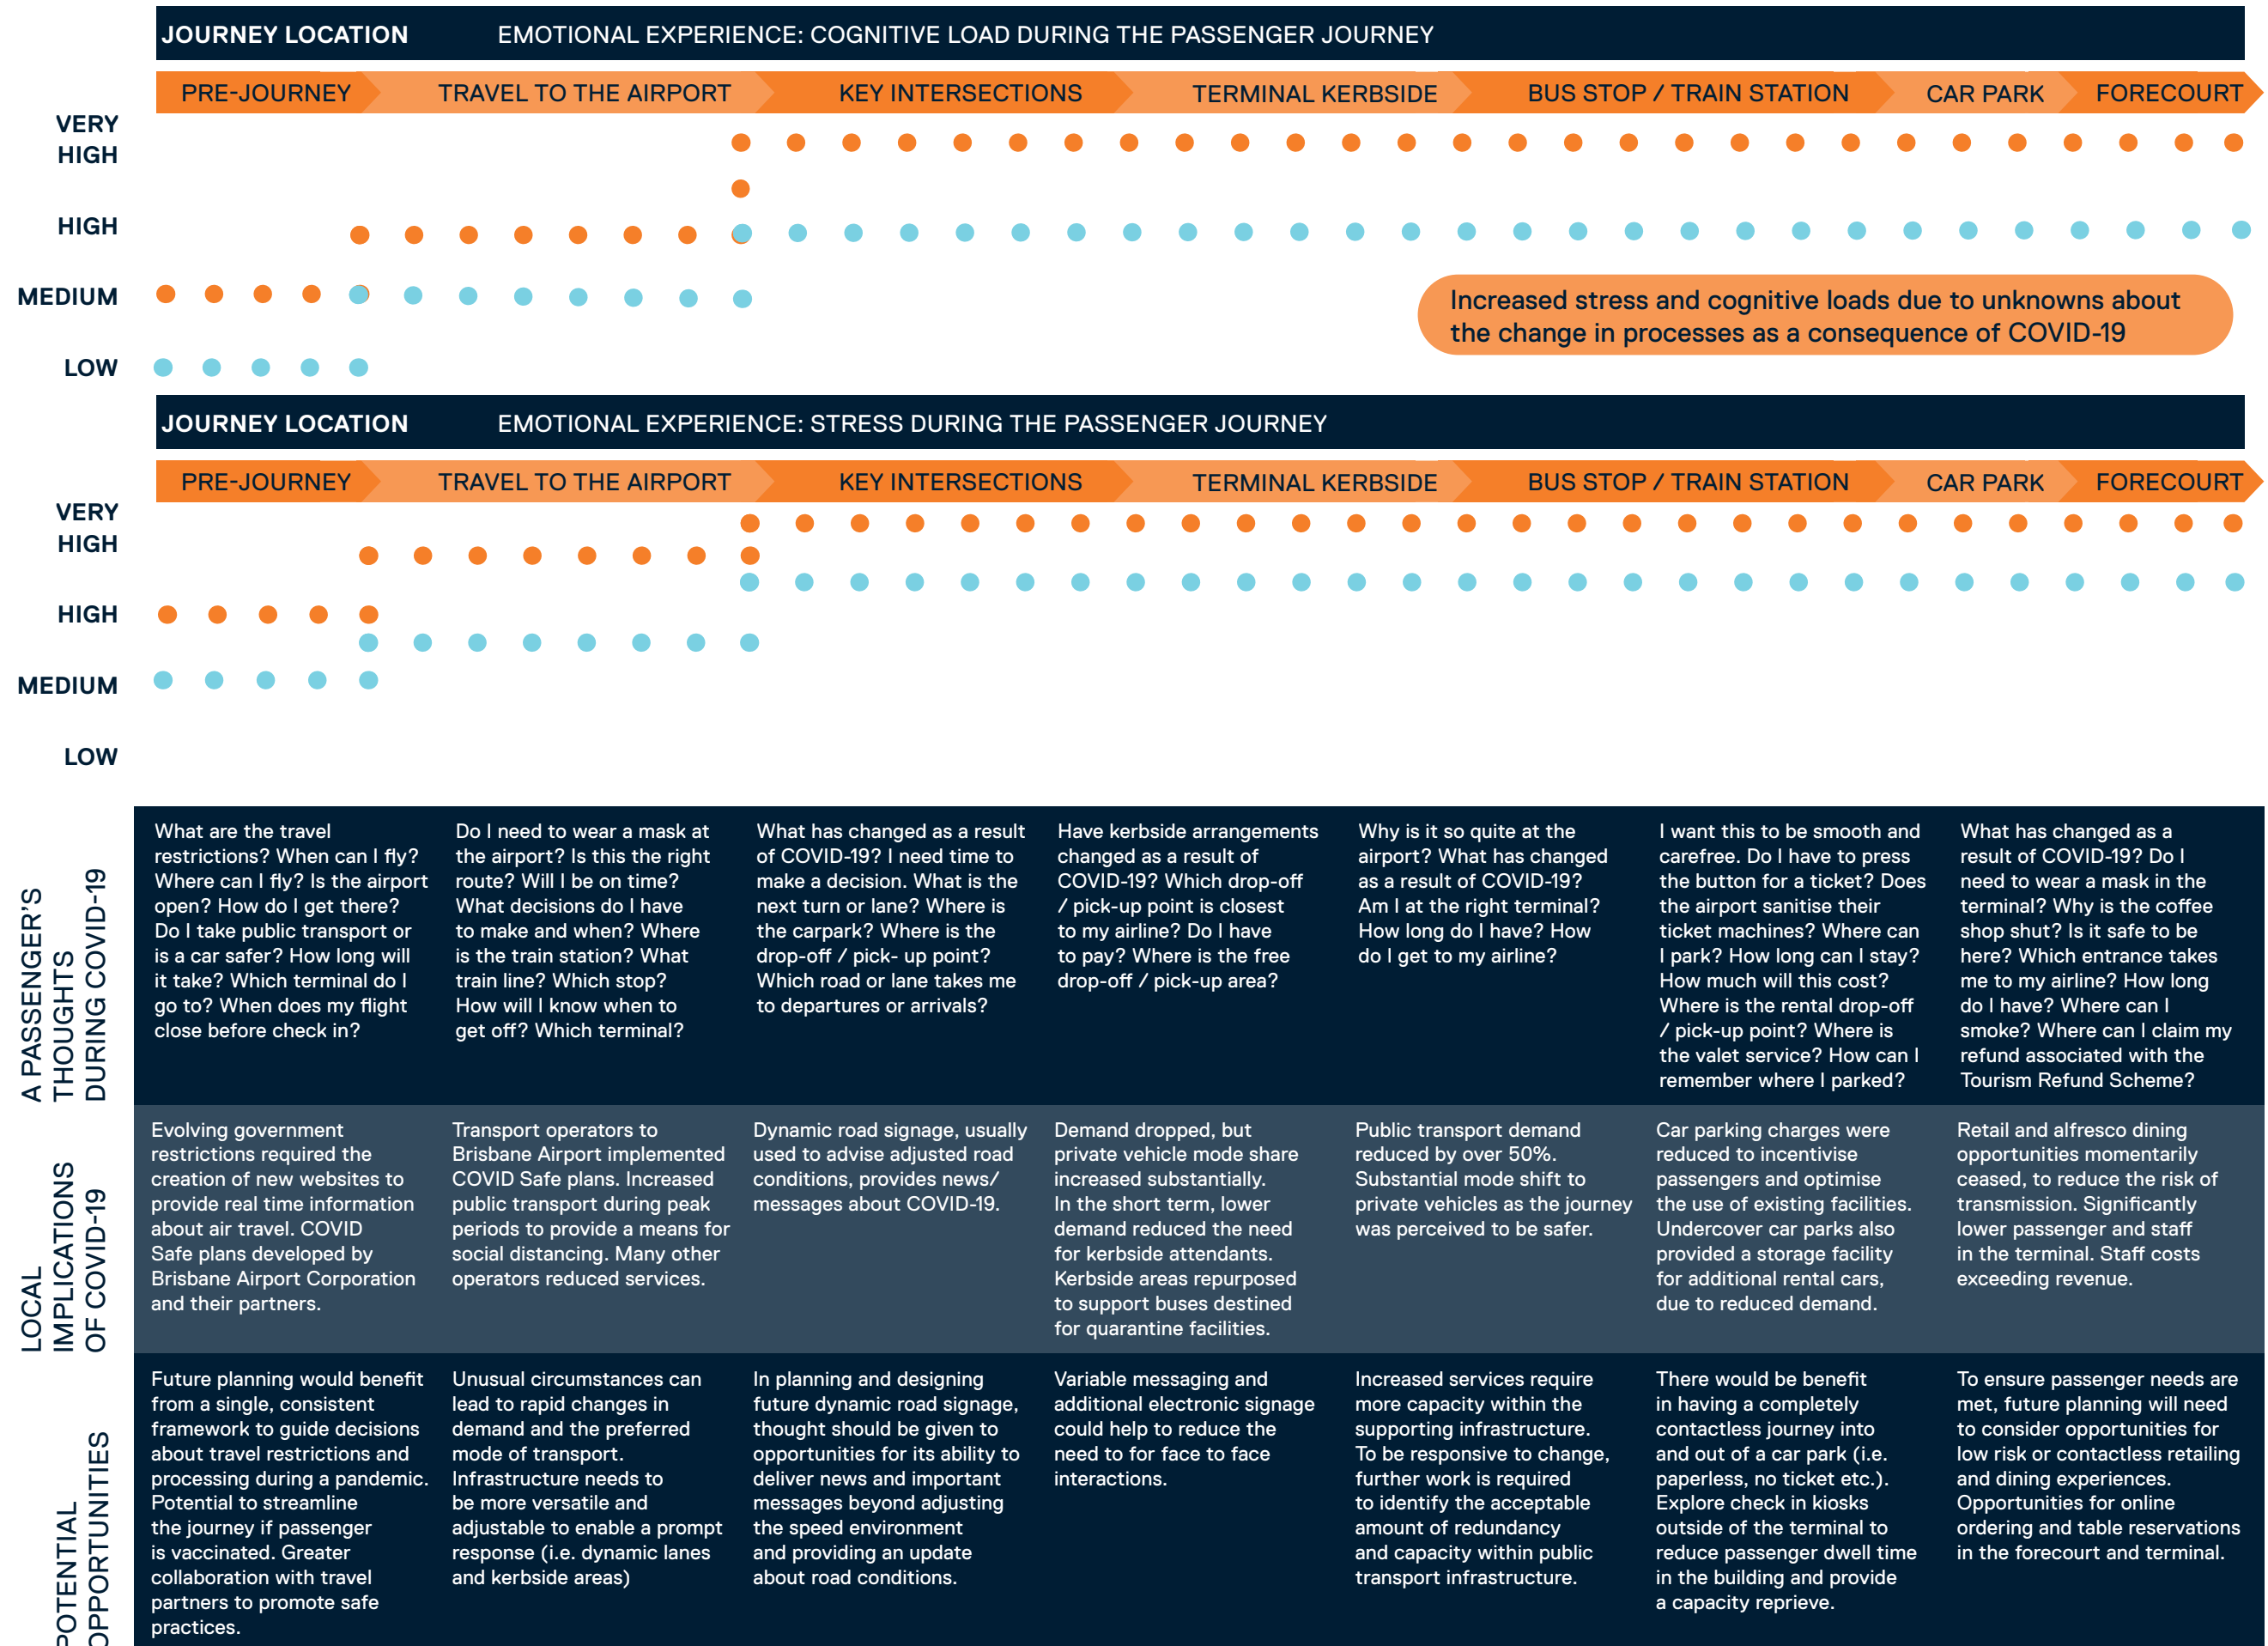 JOURNEY LOCATION EMOTIONAL EXPERIENCE: COGNITIVE LOAD DURING THE PASSENGER JOURNEY
PRE-JOURNEY TRAVEL TO THE AIRPORT KEY INTERSECTIONS TERMINAL KERBSIDE BUS STOP / TRAIN STATION CAR PARK FORECOURT
VERY
HIGH
HIGH
MEDIUM
LOW
Increased stress and cognitive loads due to unknowns about
the change in processes as a consequence of COVID-19
JOURNEY LOCATION EMOTIONAL EXPERIENCE: STRESS DURING THE PASSENGER JOURNEY
PRE-JOURNEY TRAVEL TO THE AIRPORT KEY INTERSECTIONS TERMINAL KERBSIDE BUS STOP / TRAIN STATION CAR PARK FORECOURT
VERY
HIGH
HIGH
MEDIUM
LOW
A PASSENGER'S
THOUGHTS
DURING COVID-19
What are the travel
restrictions? When can I fly?
Where can I fly? Is the airport
open? How do I get there?
Do I take public transport or
is a car safer? How long will
it take? Which terminal do I
go to? When does my flight
close before check in?
Do I need to wear a mask at
the airport? Is this the right
route? Will I be on time?
What decisions do I have
to make and when? Where
is the train station? What
train line? Which stop?
How will I know when to
get off? Which terminal?
What has changed as a result
of COVID-19? I need time to
make a decision. What is the
next turn or lane? Where is
the carpark? Where is the
drop-off / pick- up point?
Which road or lane takes me
to departures or arrivals?
Have kerbside arrangements
changed as a result of
COVID-19? Which drop-off
/ pick-up point is closest
to my airline? Do I have
to pay? Where is the free
drop-off / pick-up area?
Why is it so quite at the
airport? What has changed
as a result of COVID-19?
Am I at the right terminal?
How long do I have? How
do I get to my airline?
I want this to be smooth and
carefree. Do I have to press
the button for a ticket? Does
the airport sanitise their
ticket machines? Where can
I park? How long can I stay?
How much will this cost?
Where is the rental drop-off
/ pick-up point? Where is
the valet service? How can I
remember where I parked?
What has changed as a
result of COVID-19? Do I
need to wear a mask in the
terminal? Why is the coffee
shop shut? Is it safe to be
here? Which entrance takes
me to my airline? How long
do I have? Where can I
smoke? Where can I claim my
refund associated with the
Tourism Refund Scheme?
LOCAL
IMPLICATIONS
OF COVID-19
Evolving government
restrictions required the
creation of new websites to
provide real time information
about air travel. COVID
Safe plans developed by
Brisbane Airport Corporation
and their partners.
Transport operators to
Brisbane Airport implemented
COVID Safe plans. Increased
public transport during peak
periods to provide a means for
social distancing. Many other
operators reduced services.
Dynamic road signage, usually
used to advise adjusted road
conditions, provides news/
messages about COVID-19.
Demand dropped, but
private vehicle mode share
increased substantially.
In the short term, lower
demand reduced the need
for kerbside attendants.
Kerbside areas repurposed
to support buses destined
for quarantine facilities.
Public transport demand
reduced by over 50%.
Substantial mode shift to
private vehicles as the journey
was perceived to be safer.
Car parking charges were
reduced to incentivise
passengers and optimise
the use of existing facilities.
Undercover car parks also
provided a storage facility
for additional rental cars,
due to reduced demand.
Retail and alfresco dining
opportunities momentarily
ceased, to reduce the risk of
transmission. Significantly
lower passenger and staff
in the terminal. Staff costs
exceeding revenue.
POTENTIAL
OPPORTUNITIES
Future planning would benefit
from a single, consistent
framework to guide decisions
about travel restrictions and
processing during a pandemic.
Potential to streamline
the journey if passenger
is vaccinated. Greater
collaboration with travel
partners to promote safe
practices.
Unusual circumstances can
lead to rapid changes in
demand and the preferred
mode of transport.
Infrastructure needs to
be more versatile and
adjustable to enable a prompt
response (i.e. dynamic lanes
and kerbside areas)
In planning and designing
future dynamic road signage,
thought should be given to
opportunities for its ability to
deliver news and important
messages beyond adjusting
the speed environment
and providing an update
about road conditions.
Variable messaging and
additional electronic signage
could help to reduce the
need to for face to face
interactions.
Increased services require
more capacity within the
supporting infrastructure.
To be responsive to change,
further work is required
to identify the acceptable
amount of redundancy
and capacity within public
transport infrastructure.
There would be benefit
in having a completely
contactless journey into
and out of a car park (i.e.
paperless, no ticket etc.).
Explore check in kiosks
outside of the terminal to
reduce passenger dwell time
in the building and provide
a capacity reprieve.
To ensure passenger needs are
met, future planning will need
to consider opportunities for
low risk or contactless retailing
and dining experiences.
Opportunities for online
ordering and table reservations
in the forecourt and terminal.